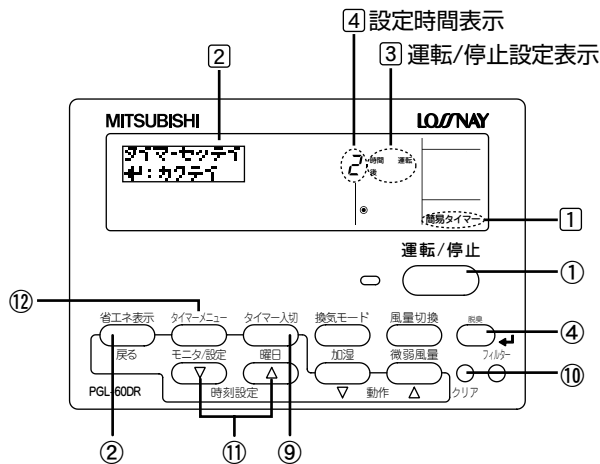 4 設定時間表示
3 運転/停止設定表示
2
MITSUBISHI
LOSSNAY
タイマーセッテイ
↵:カクテイ
2 時間 後 運転
簡易タイマー
1
運転/停止
①
⑫
省エネ表示 タイマーメニュー タイマー入切 換気モード 風量切換 脱臭
④
戻る モニタ/設定 曜日 加湿 微弱風量 フィルター
▽ △
⑩
PGL-60DR 時刻設定 ▽ 動作 △ クリア
② ⑪ ⑨